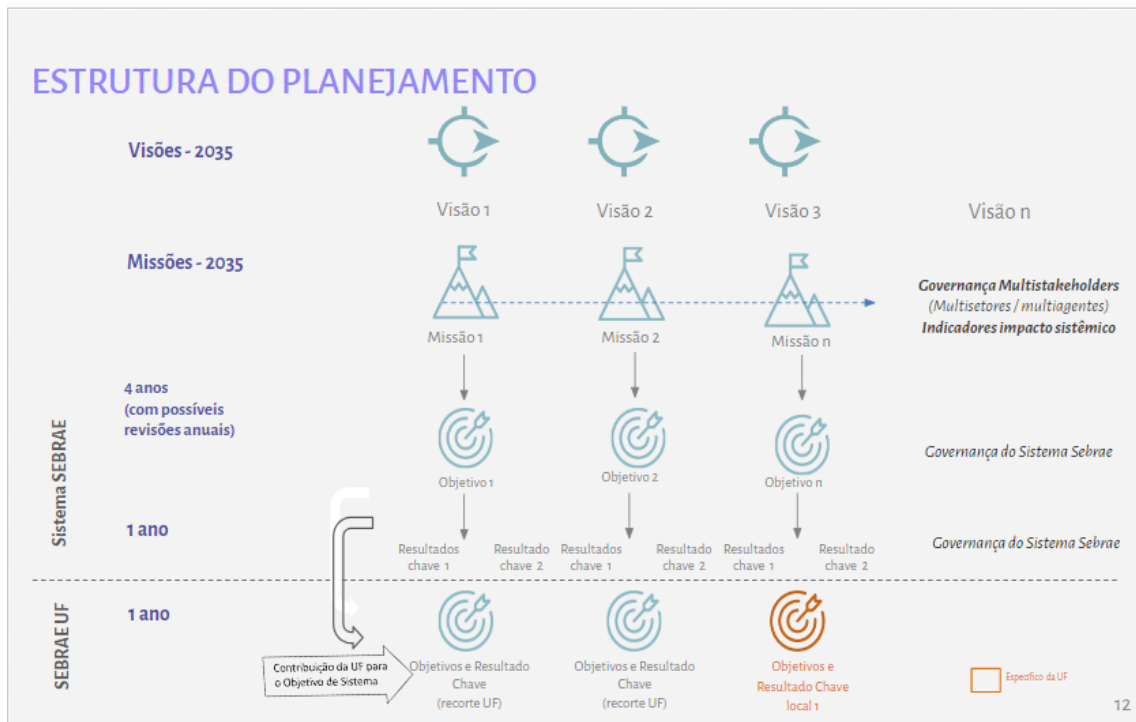 ESTRUTURA DO PLANEJAMENTO
Visões - 2035
Visão 1
Visão 2
Visão 3
Visão n
Missões - 2035
Missão 1
Missão 2
Missão n
Governança Multistakeholders
(Multisetores / multiagentes)
Indicadores impacto sistêmico
Sistema SEBRAE
4 anos
(com possíveis
revisões anuais)
Objetivo 1
Objetivo 2
Objetivo n
Governança do Sistema Sebrae
1 ano
Resultados
chave 1
Resultado
chave 2
Resultados
chave 1
Resultado
chave 2
Resultados
chave 1
Resultado
chave 2
Governança do Sistema Sebrae
SEBRAE UF
1 ano
Contribuição da UF para
o Objetivo de Sistema
Objetivos e Resultado
Chave
(recorte UF)
Objetivos e Resultado
Chave
(recorte UF)
Objetivos e
Resultado Chave
local 1
Específico da UF
12